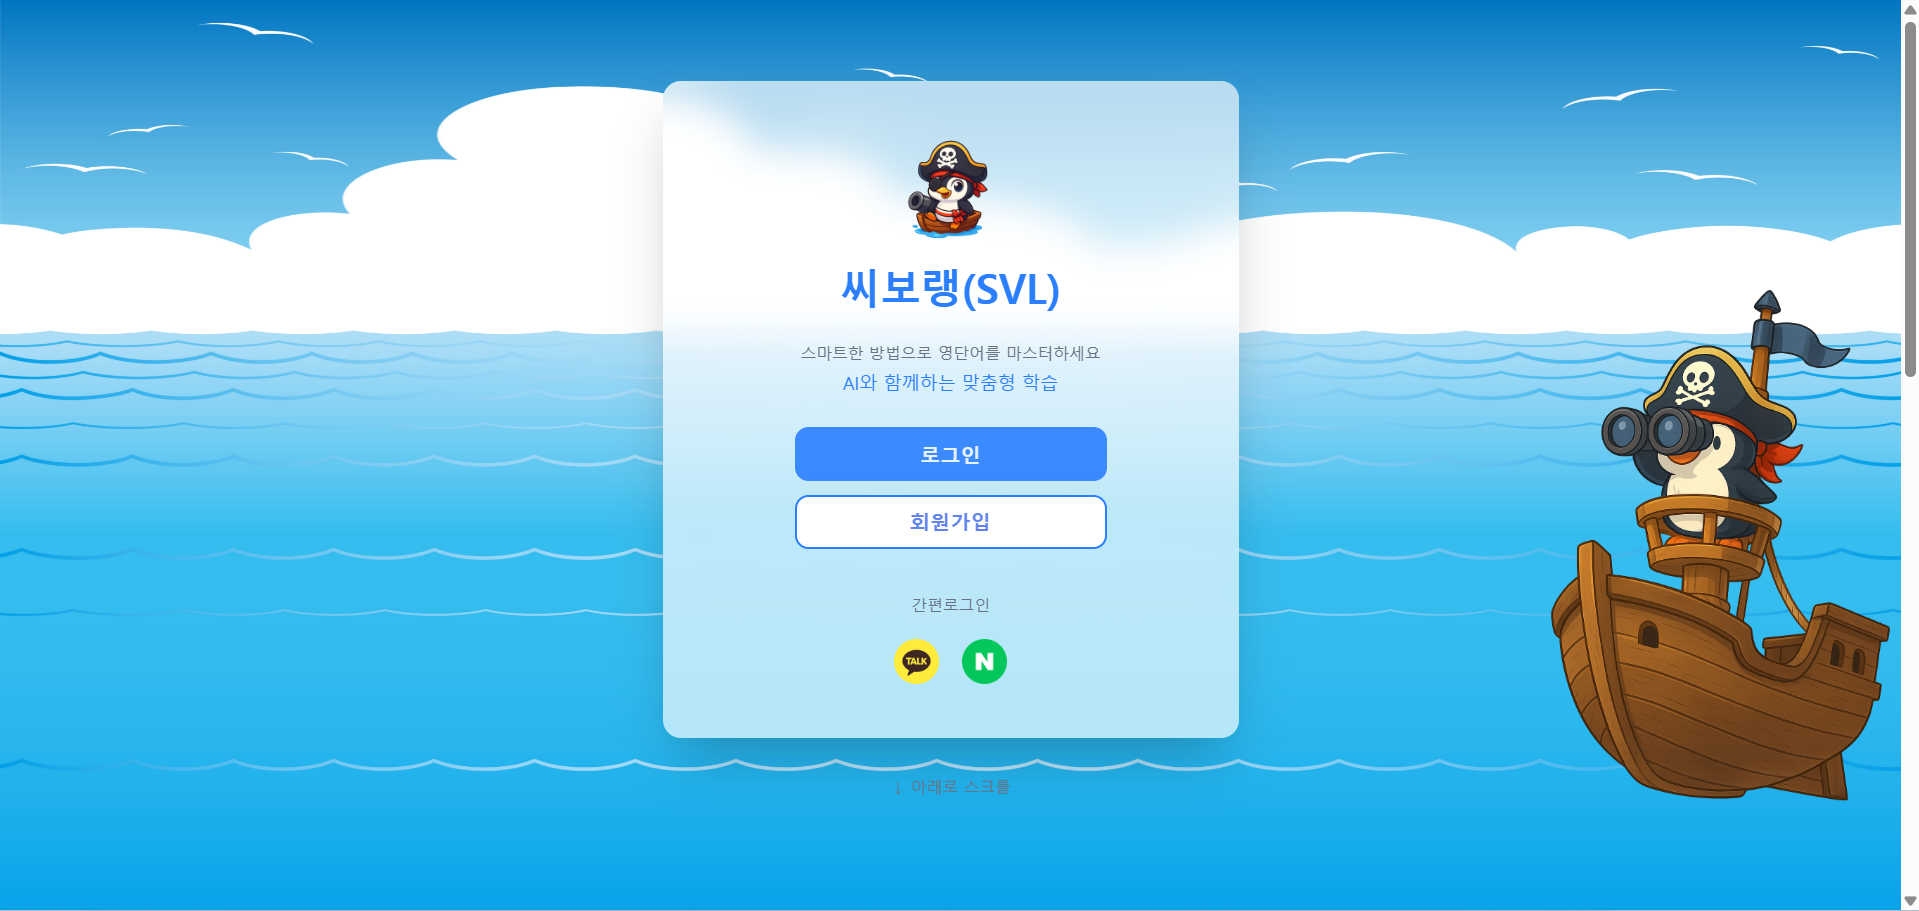 씨보랭(SVL)
스마트한 방법으로 영단어를 마스터하세요
AI와 함께하는 맞춤형 학습
로그인
회원가입
간편로그인
TALK
N
↓ 아래로 스크롤